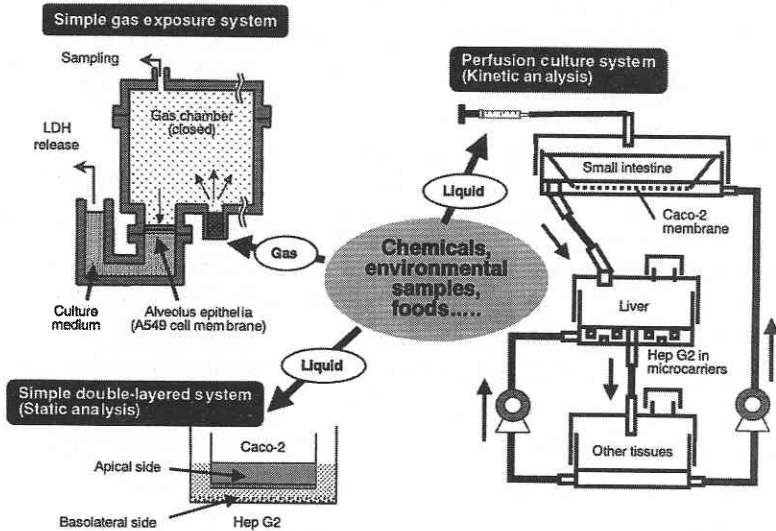 Simple gas exposure system
Sampling
Gas chamber
(closed)
LDH
release
Culture
medium
Alveolus epithelia
(A549 cell membrane)
Gas
Liquid
Chemicals,
environmental
samples,
foods.....
Liquid
Perfusion culture system
(Kinetic analysis)
Small intestine
Caco-2
membrane
Liver
Hep G2 in
microcarriers
Other tissues
Simple double-layered system
(Static analysis)
Caco-2
Apical side
Basolateral side
Hep G2